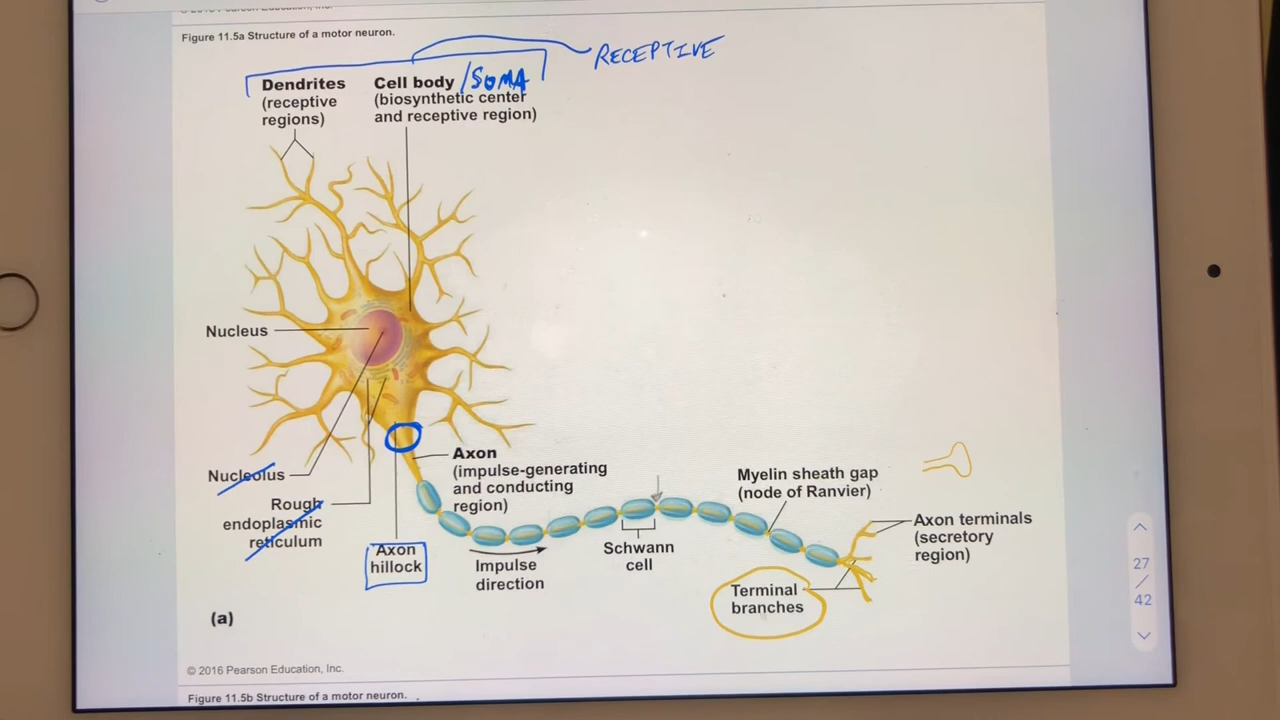 Figure 11.5a Structure of a motor neuron.
RECEPTIVE
Dendrites
(receptive
regions)
Cell body /SOMA
(biosynthetic center
and receptive region)
Nucleus
Nucleolus
Rough
endoplasmic
reticulum
Axon
hillock
Axon
(impulse-generating
and conducting
region)
Impulse
direction
Schwann
cell
Myelin sheath gap
(node of Ranvier)
Terminal
branches
Axon terminals
(secretory
region)
27
/
42
(a)
© 2016 Pearson Education, Inc.
Figure 11.5b Structure of a motor neuron.